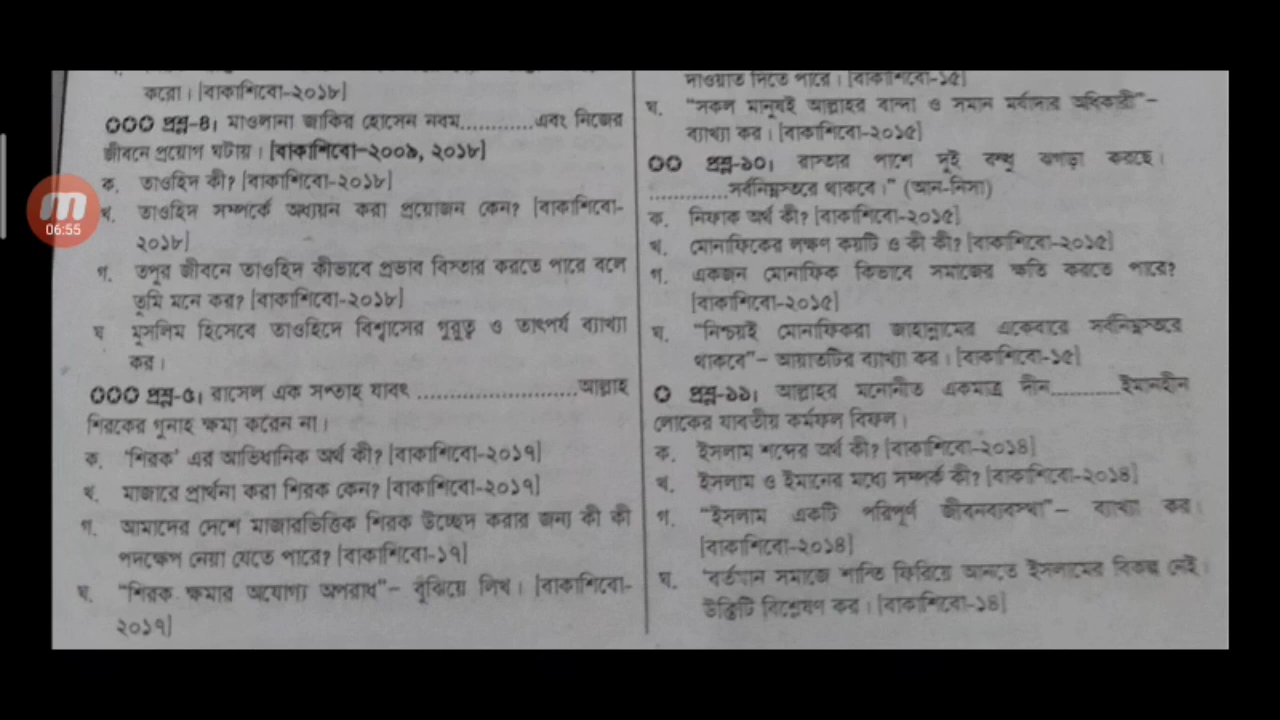 করো। [বাকাশিবো-২০১৮]
OOO প্রশ্ন-৪। মাওলানা জাকির হোসেন নবম............এবং নিজের
জীবনে প্রয়োগ ঘটায়। [বাকাশিবো-২০০৯, ২০১৮]
ক. তাওহিদ কী? [বাকাশিবো-২০১৮]
খ. তাওহিদ সম্পর্কে অধ্যয়ন করা প্রয়োজন কেন? [বাকাশিবো-
২০১৮]
গ. তপুর জীবনে তাওহিদ কীভাবে প্রভাব বিস্তার করতে পারে বলে
তুমি মনে কর? [বাকাশিবো-২০১৮]
ঘ মুসলিম হিসেবে তাওহিদে বিশ্বাসের গুরুত্ব ও তাৎপর্য ব্যাখ্যা
কর।
OOO প্রশ্ন-৫। রাসেল এক সপ্তাহ যাবৎ ..........................আল্লাহ
শিরকের গুনাহ ক্ষমা করেন না।
ক. 'শিরক' এর আভিধানিক অর্থ কী? [বাকাশিবো-২০১৭]
খ. মাজারে প্রার্থনা করা শিরক কেন? [বাকাশিবো-২০১৭]
গ. আমাদের দেশে মাজারভিত্তিক শিরক উচ্ছেদ করার জন্য কী কী
পদক্ষেপ নেয়া যেতে পারে? [বাকাশিবো-১৭]
ঘ. "শিরক ক্ষমার অযোগ্য অপরাধ"– বুঝিয়ে লিখ। [বাকাশিবো-
২০১৭]
দাওয়াত দিতে পারে। [বাকাশিবো-১৫]
ঘ. "সকল মানুষই আল্লাহর বান্দা ও সমান মর্যাদার অধিকারী"–
ব্যাখ্যা কর। [বাকাশিবো-২০১৫]
OO প্রশ্ন-১০। রাস্তার পাশে দুই বন্ধু ঝগড়া করছে।
.............সর্বনিম্নস্তরে থাকবে।" (আন-নিসা)
ক. নিফাক অর্থ কী? [বাকাশিবো-২০১৫]
খ. মোনাফিকের লক্ষণ কয়টি ও কী কী? [বাকাশিবো-২০১৫]
গ. একজন মোনাফিক কিভাবে সমাজের ক্ষতি করতে পারে?
[বাকাশিবো-২০১৫]
ঘ. "নিশ্চয়ই মোনাফিকরা জাহান্নামের একেবারে সর্বনিম্নস্তরে
থাকবে"– আয়াতটির ব্যাখ্যা কর। [বাকাশিবো-১৫]
O প্রশ্ন-১১। আল্লাহর মনোনীত একমাত্র দীন...........ইমানহীন
লোকের যাবতীয় কর্মফল বিফল।
ক. ইসলাম শব্দের অর্থ কী? [বাকাশিবো-২০১৪]
খ. ইসলাম ও ইমানের মধ্যে সম্পর্ক কী? [বাকাশিবো-২০১৪]
গ. "ইসলাম একটি পরিপূর্ণ জীবনব্যবস্থা"– ব্যাখ্যা কর।
[বাকাশিবো-২০১৪]
ঘ. 'বর্তমান সমাজে শান্তি ফিরিয়ে আনতে ইসলামের বিকল্প নেই।
উক্তিটি বিশ্লেষণ কর। [বাকাশিবো-১৪]
06:55